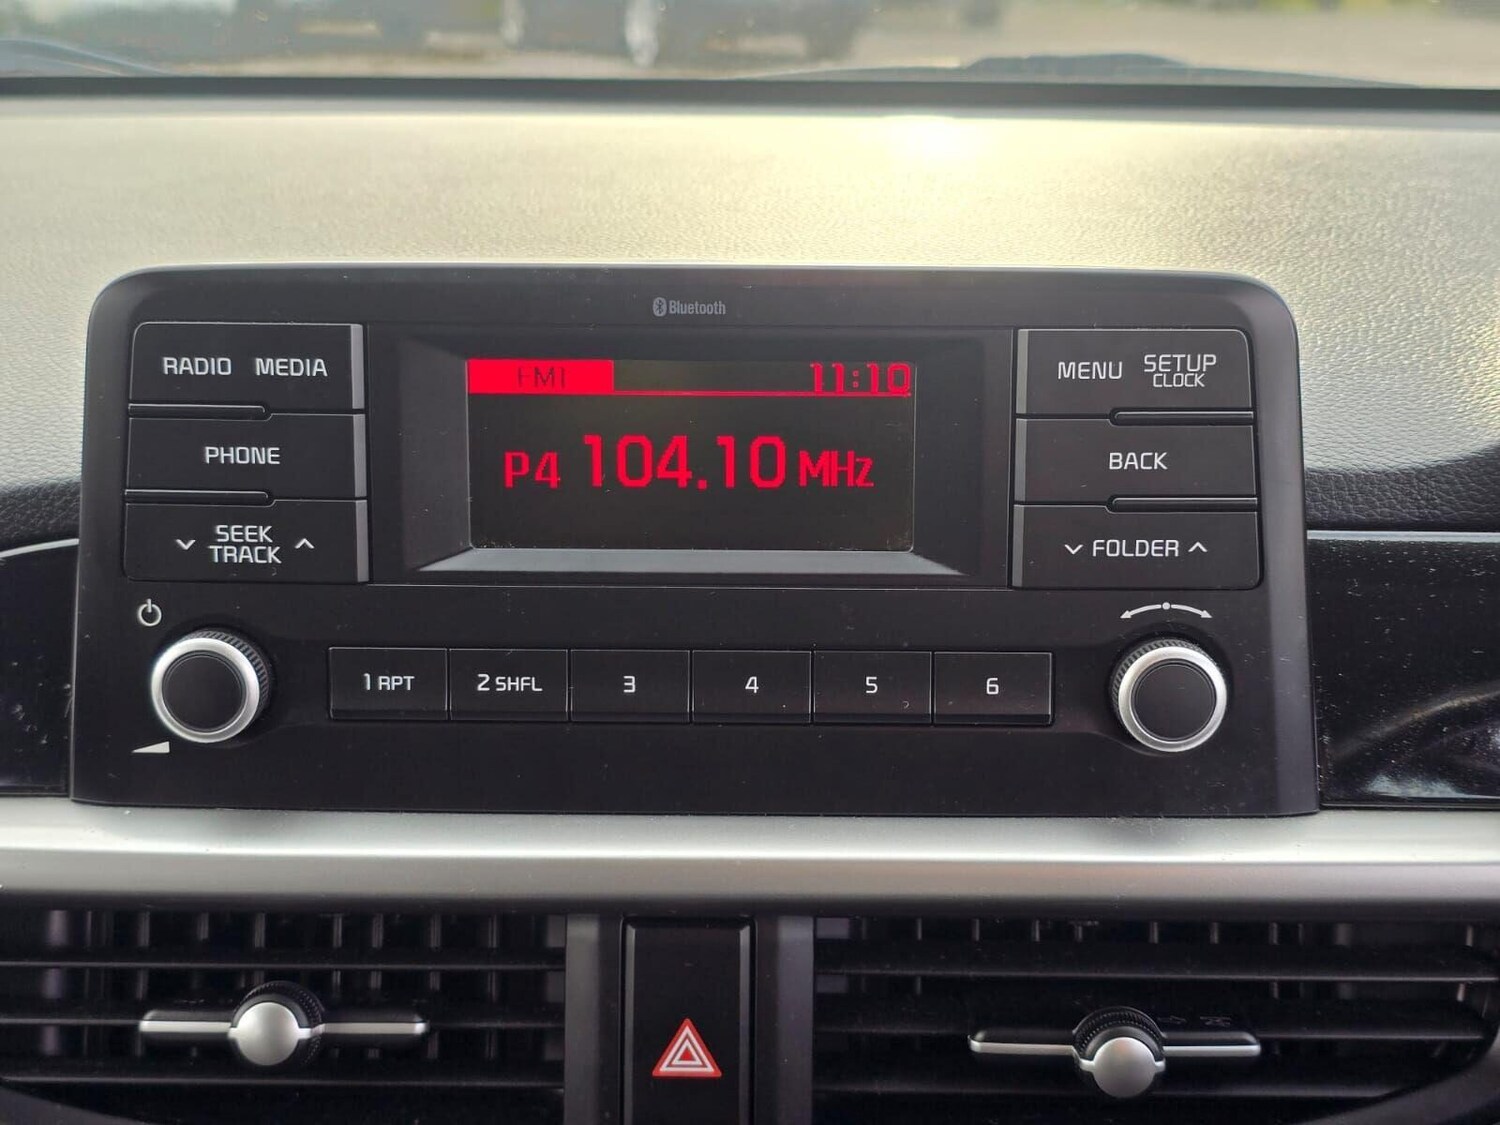 Bluetooth
RADIO MEDIA
PHONE
SEEK
TRACK
FM1 11:10
P4 104.10 MHz
MENU SETUP
CLOCK
BACK
FOLDER
1 RPT 2 SHFL 3 4 5 6